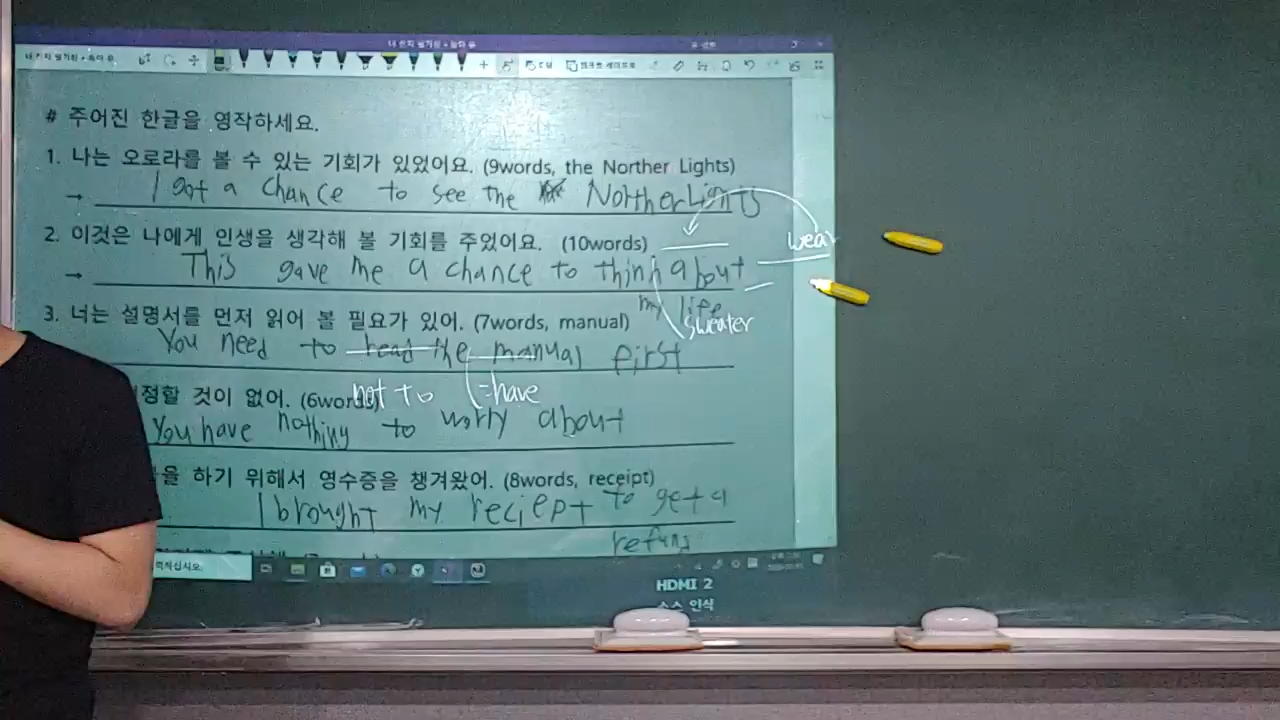 # 주어진 한글을 영작하세요.
1. 나는 오로라를 볼 수 있는 기회가 있었어요. (9words, the Norther Lights)
→ I got a chance to see the Norther Lights
2. 이것은 나에게 인생을 생각해 볼 기회를 주었어요. (10words)
wear
→ This gave me a chance to think about
my life
3. 너는 설명서를 먼저 읽어 볼 필요가 있어. (7words, manual)
sweater
You need to read the manual first
정할 것이 없어. (6words)
not to =have
You have nothing to worry about
을 하기 위해서 영수증을 챙겨왔어. (8words, receipt)
I brought my reciept to get a
refund
HDMI 2
소스 인식